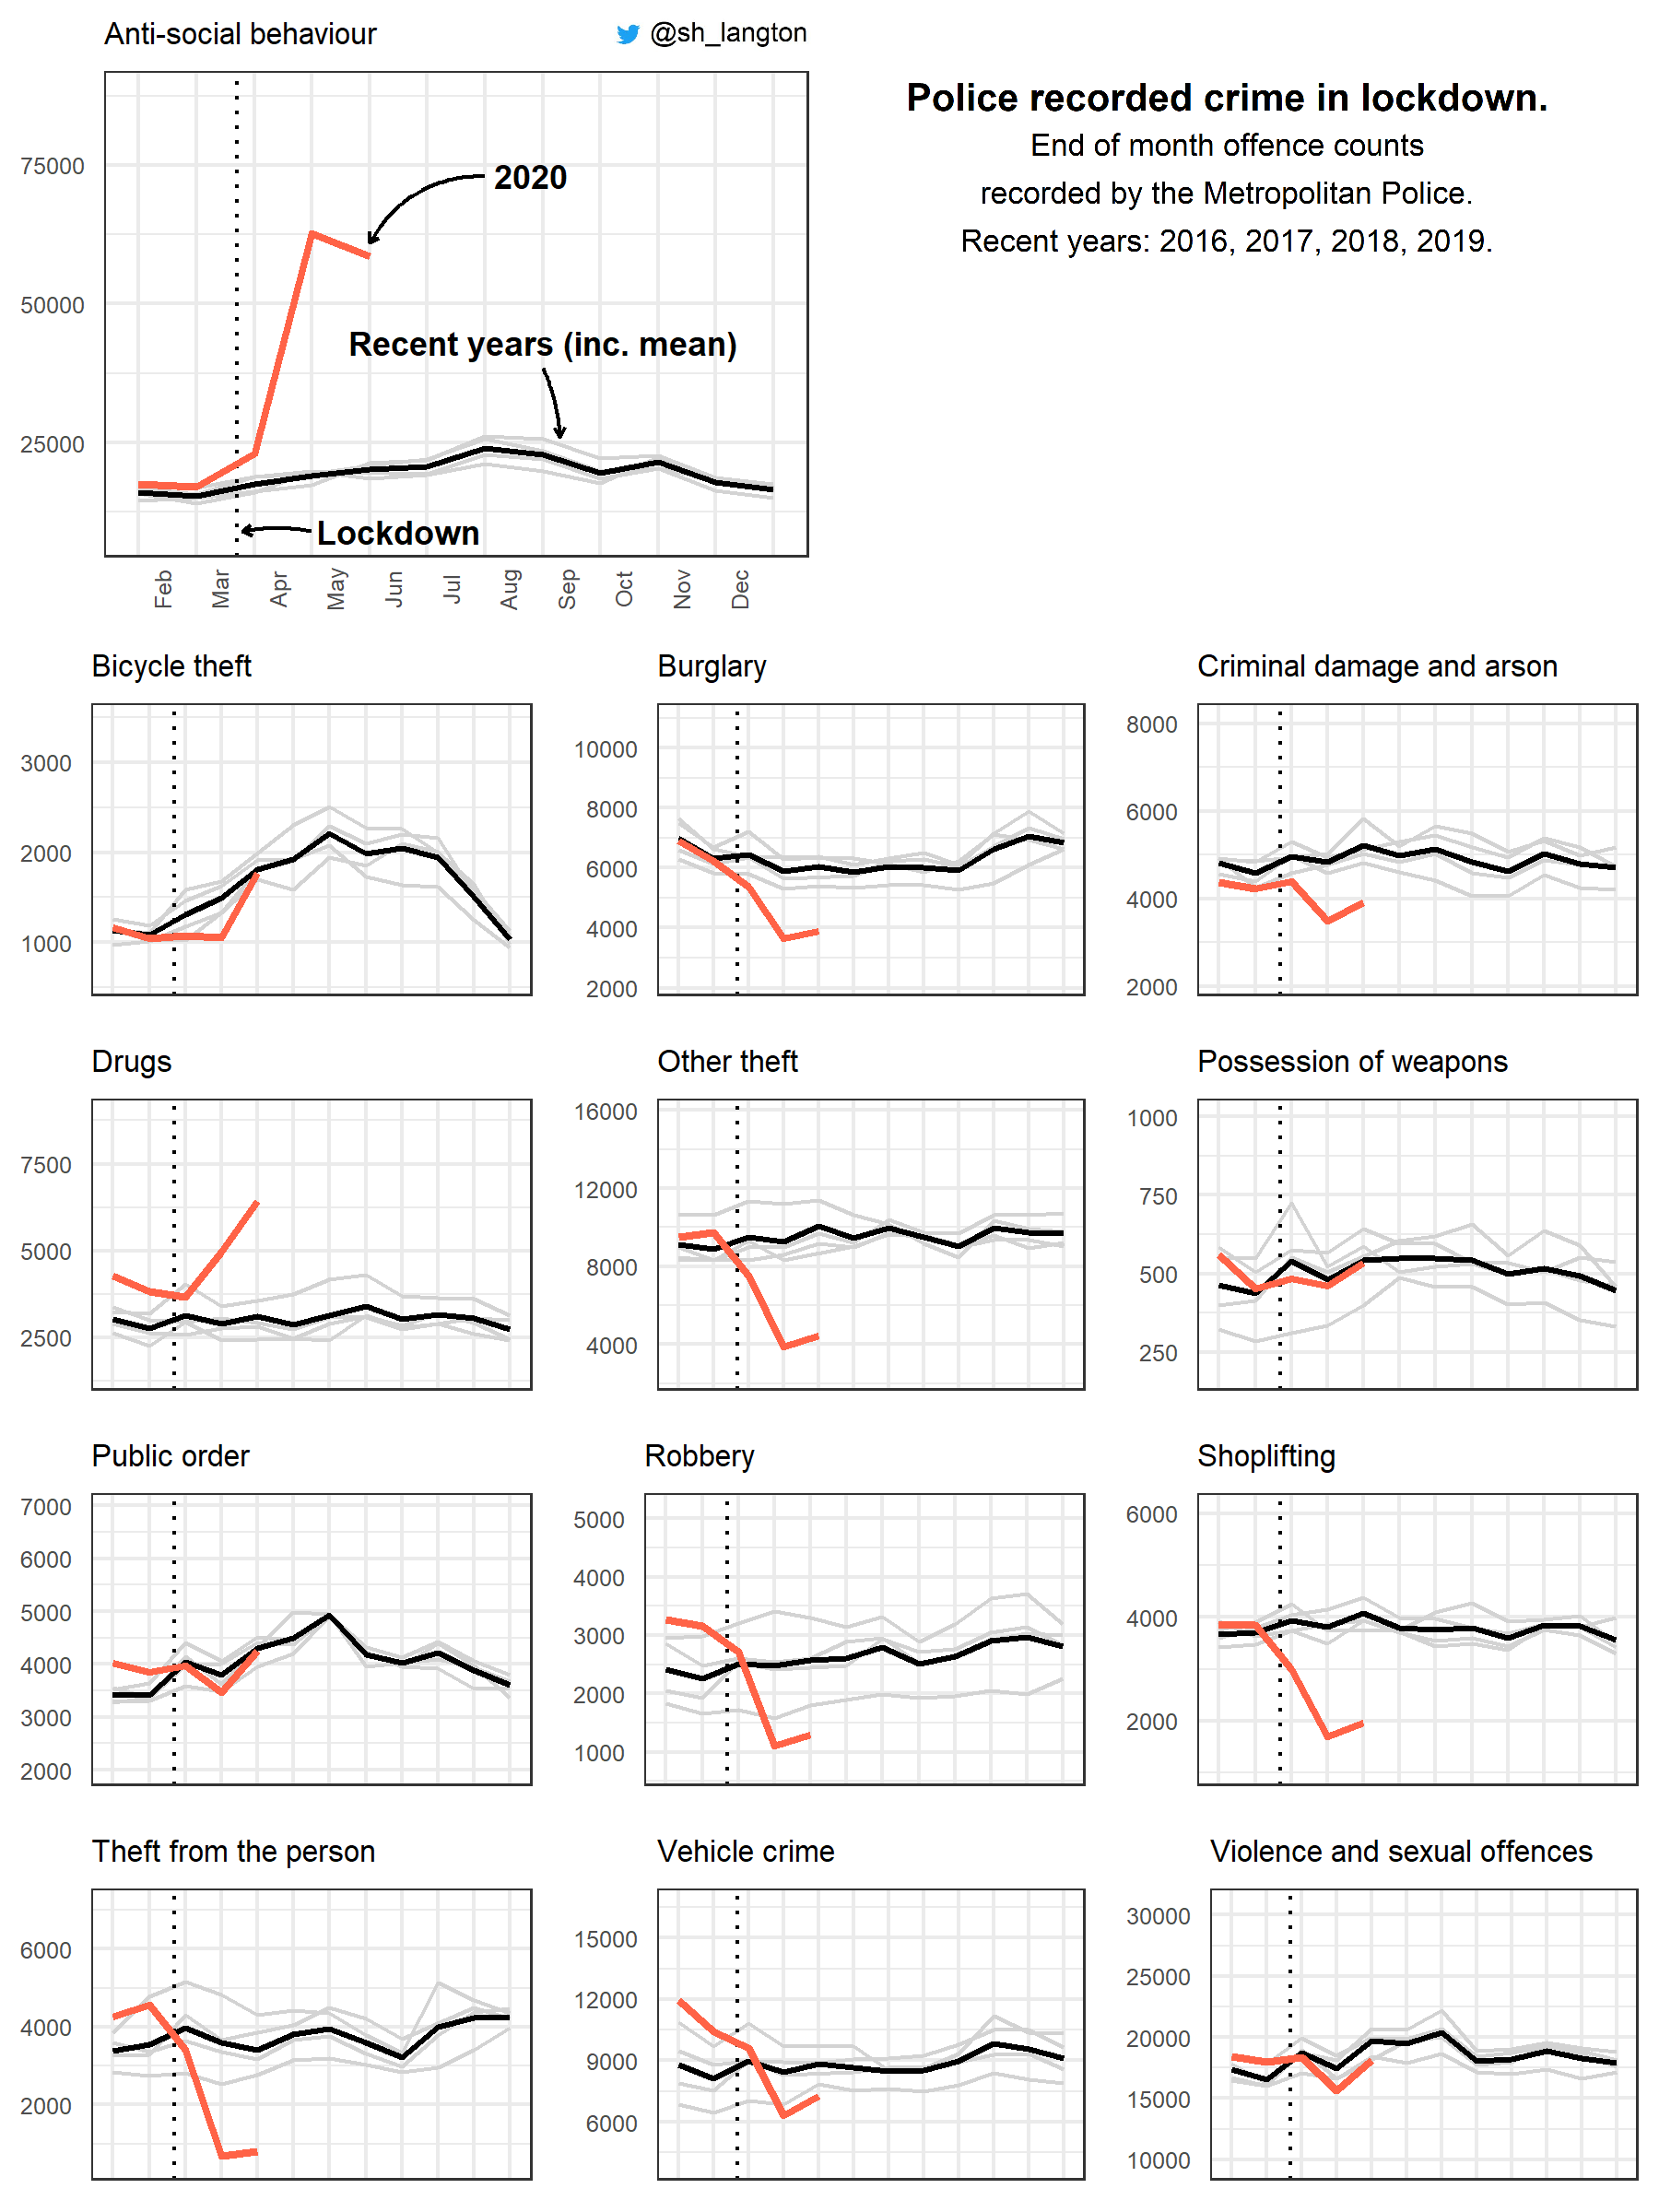 Anti-social behaviour
@sh_langton
Police recorded crime in lockdown.
End of month offence counts
recorded by the Metropolitan Police.
Recent years: 2016, 2017, 2018, 2019.
75000
50000
25000
2020
Recent years (inc. mean)
Lockdown
Feb
Mar
Apr
May
Jun
Jul
Aug
Sep
Oct
Nov
Dec
Bicycle theft
3000
2000
1000
Burglary
10000
8000
6000
4000
2000
Criminal damage and arson
8000
6000
4000
2000
Drugs
7500
5000
2500
Other theft
16000
12000
8000
4000
Possession of weapons
1000
750
500
250
Public order
7000
6000
5000
4000
3000
2000
Robbery
5000
4000
3000
2000
1000
Shoplifting
6000
4000
2000
Theft from the person
6000
4000
2000
Vehicle crime
15000
12000
9000
6000
Violence and sexual offences
30000
25000
20000
15000
10000